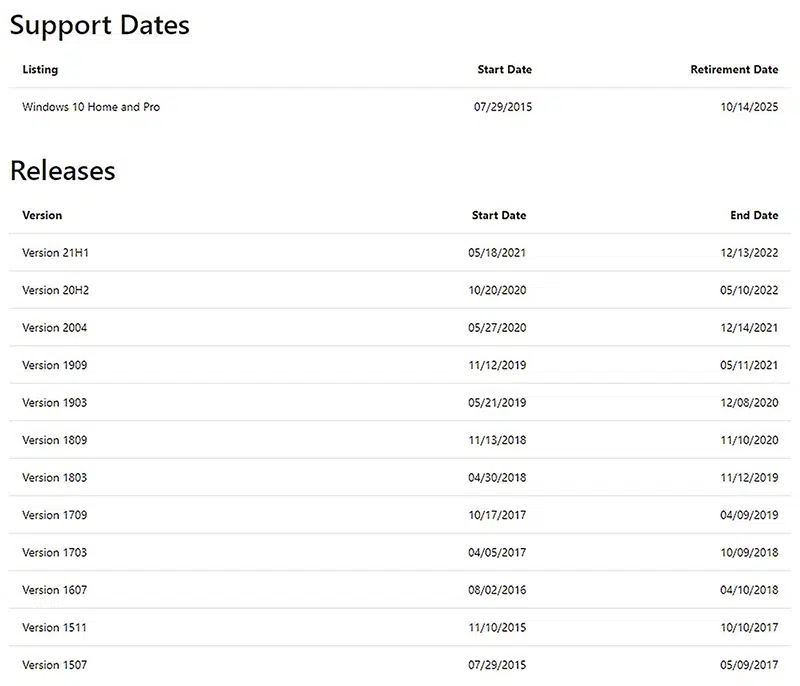 Support Dates
Listing Start Date Retirement Date
Windows 10 Home and Pro 07/29/2015 10/14/2025
Releases
Version Start Date End Date
Version 21H1 05/18/2021 12/13/2022
Version 20H2 10/20/2020 05/10/2022
Version 2004 05/27/2020 12/14/2021
Version 1909 11/12/2019 05/11/2021
Version 1903 05/21/2019 12/08/2020
Version 1809 11/13/2018 11/10/2020
Version 1803 04/30/2018 11/12/2019
Version 1709 10/17/2017 04/09/2019
Version 1703 04/05/2017 10/09/2018
Version 1607 08/02/2016 04/10/2018
Version 1511 11/10/2015 10/10/2017
Version 1507 07/29/2015 05/09/2017